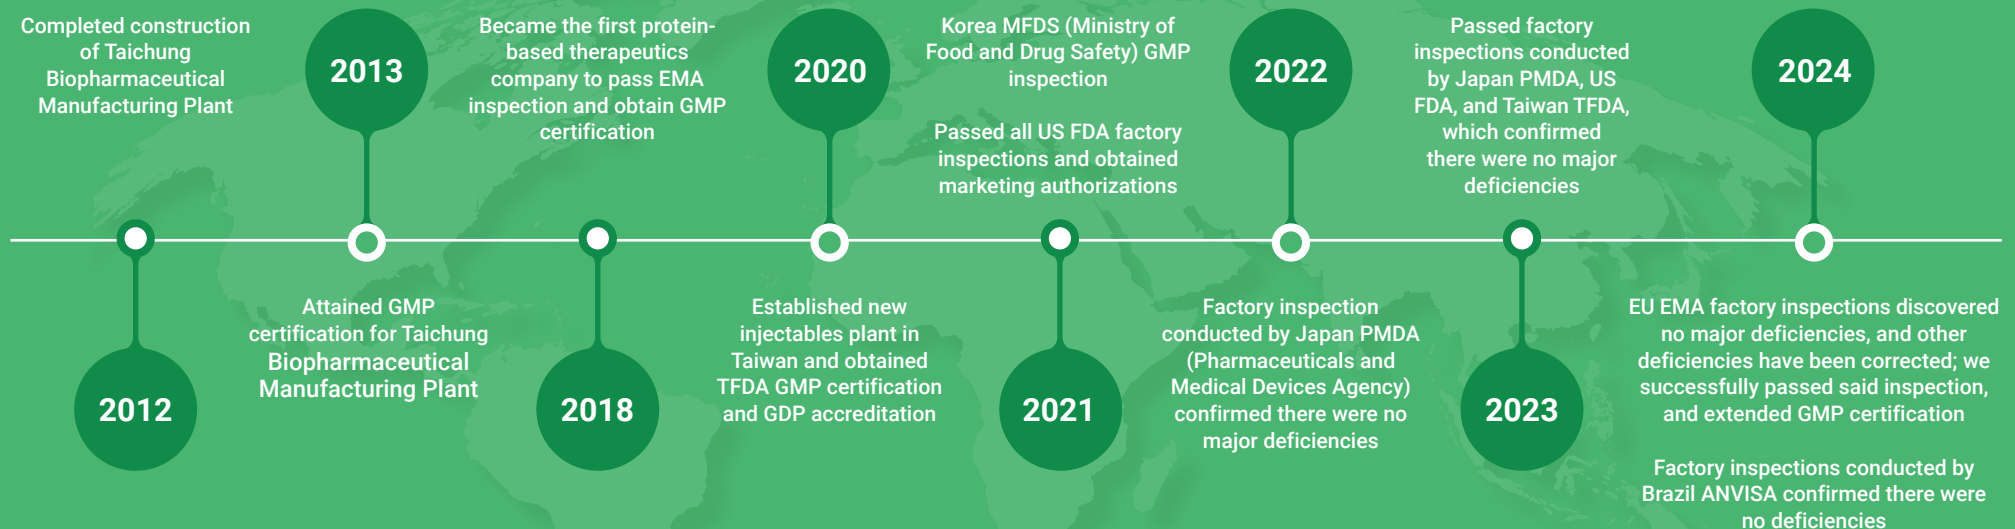 Completed construction
of Taichung
Biopharmaceutical
Manufacturing Plant
2012
2013
Attained GMP
certification for Taichung
Biopharmaceutical
Manufacturing Plant
Became the first protein-
based therapeutics
company to pass EMA
inspection and obtain GMP
certification
2018
2020
Established new
injectables plant in
Taiwan and obtained
TFDA GMP certification
and GDP accreditation
Korea MFDS (Ministry of
Food and Drug Safety) GMP
inspection
Passed all US FDA factory
inspections and obtained
marketing authorizations
2021
2022
Factory inspection
conducted by Japan PMDA
(Pharmaceuticals and
Medical Devices Agency)
confirmed there were no
major deficiencies
Passed factory
inspections conducted
by Japan PMDA, US
FDA, and Taiwan TFDA,
which confirmed
there were no major
deficiencies
2023
2024
EU EMA factory inspections discovered
no major deficiencies, and other
deficiencies have been corrected; we
successfully passed said inspection,
and extended GMP certification
Factory inspections conducted by
Brazil ANVISA confirmed there were
no deficiencies